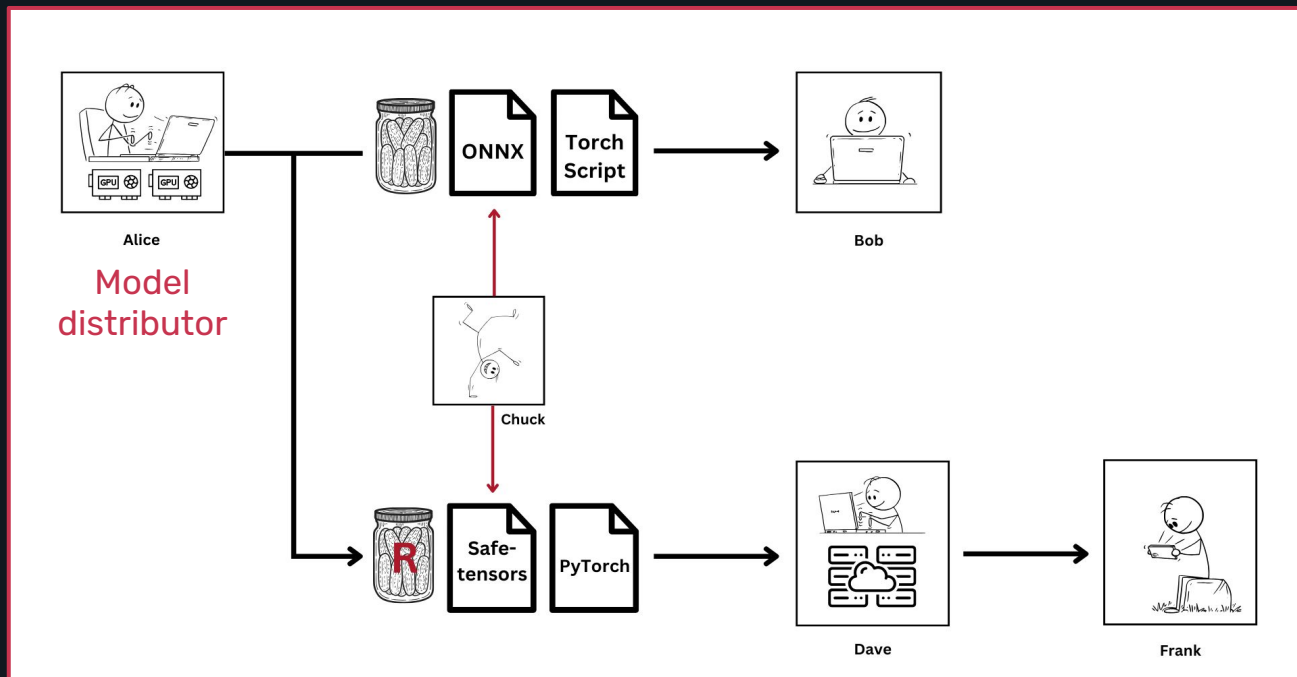 GPU
GPU
Alice
Model
distributor
ONNX
Torch
Script
Bob
Chuck
R
Safe-
tensors
PyTorch
Dave
Frank